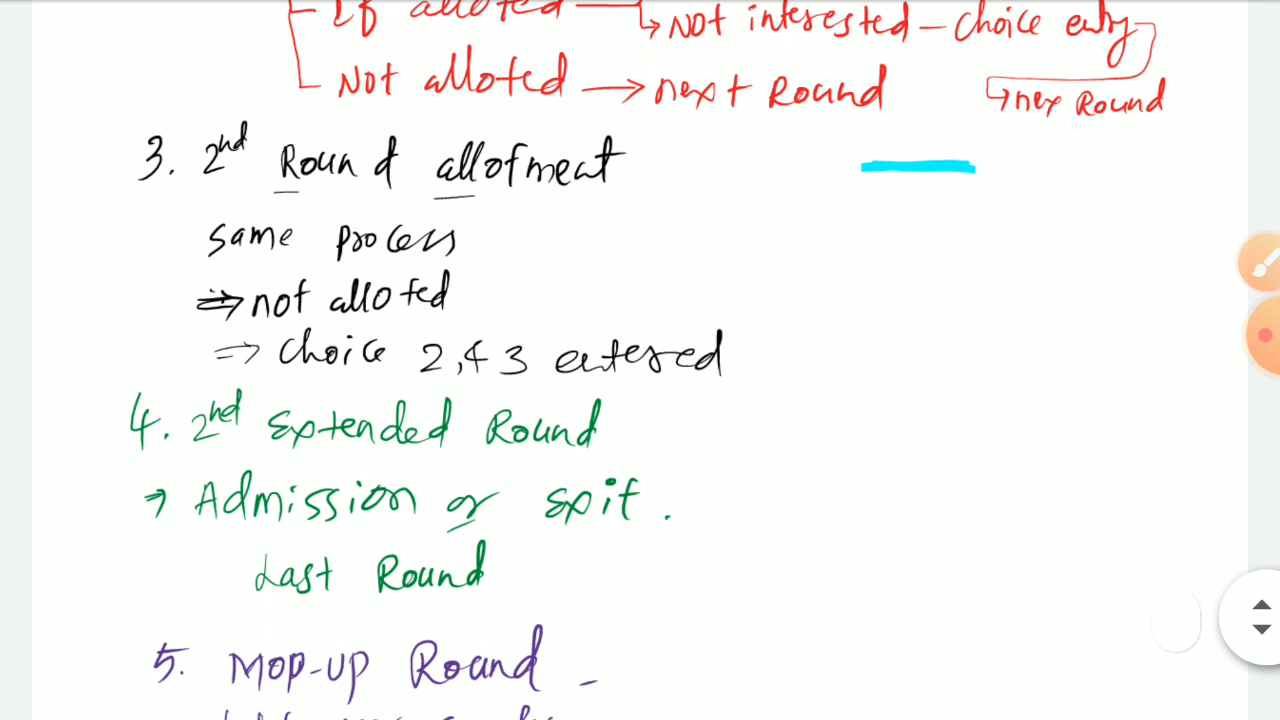 If alloted → Not interested - choice entry
Not alloted → next Round
↳ nex Round
3. 2nd Round allotment
same process
⇒ not alloted
⇒ choice 2, & 3 entered
4. 2nd Extended Round
→ Admission or Exit.
Last Round
5. Mop-up Round -